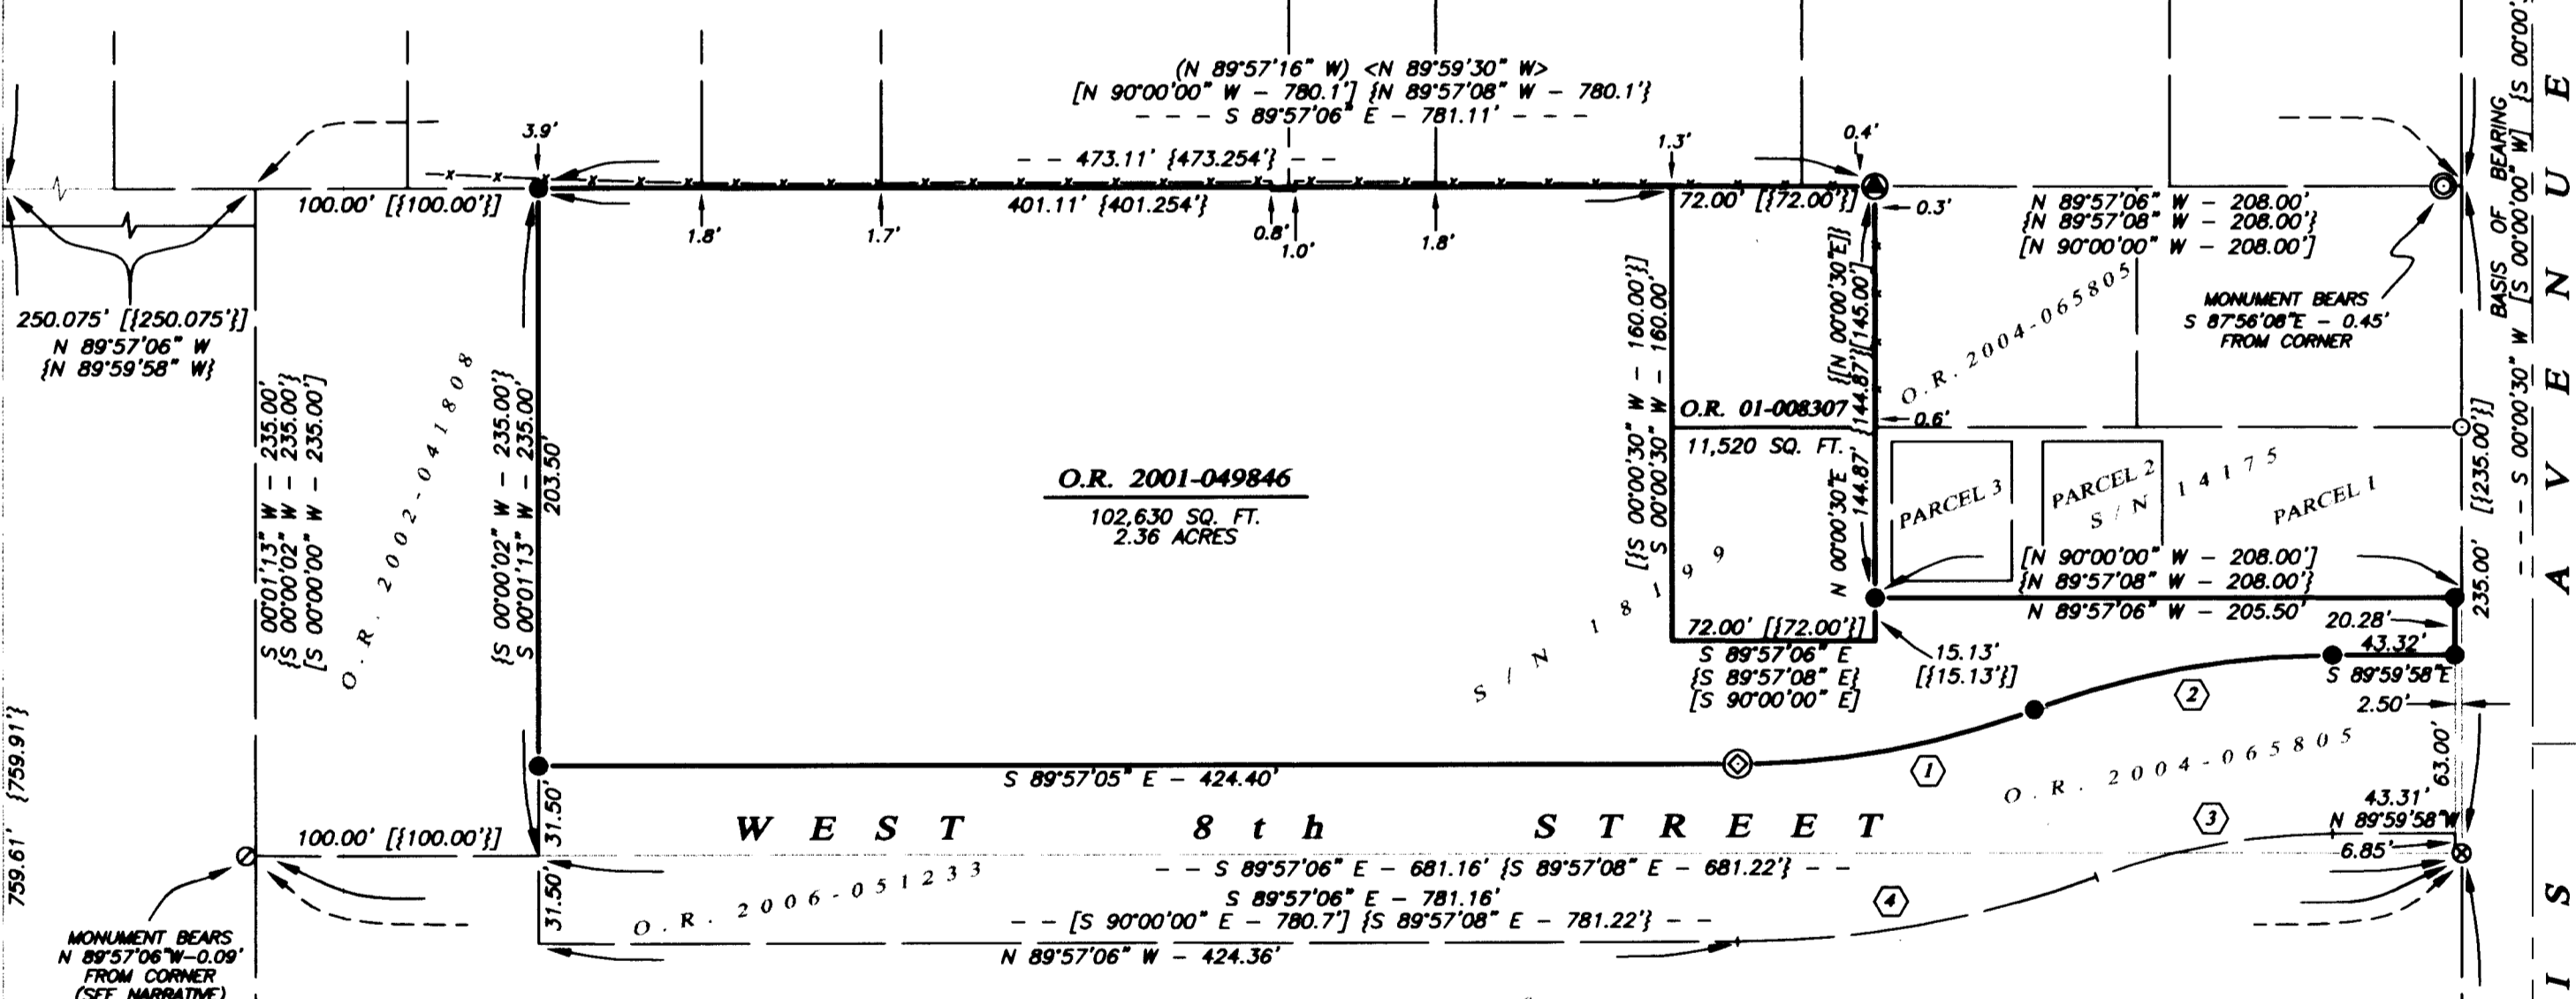 (N 89°57'16" W) <N 89°59'30" W>
[N 90°00'00" W - 780.1'] {N 89°57'08" W - 780.1'}
- - - S 89°57'06" E - 781.11' - - -
3.9'
- - 473.11' {473.254'} - -
1.3'
0.4'
100.00' [{100.00'}]
401.11' {401.254'}
72.00' [{72.00'}]
0.3'
1.8'
1.7'
0.8'
1.0'
1.8'
N 89°57'06" W - 208.00'
{N 89°57'08" W - 208.00'}
[N 90°00'00" W - 208.00']
MONUMENT BEARS
S 87°56'08"E - 0.45'
FROM CORNER
BASIS OF BEARING
- - - S 00°00'30" W [S 00°00'00" W] {S 00°00'
AVENUE
250.075' [{250.075'}]
N 89°57'06" W
{N 89°59'58" W}
S 00°01'13" W - 235.00'
{S 00°00'02" W - 235.00'}
[S 00°00'00" W - 235.00']
O.R. 2002-041808
{S 00°00'02" W - 235.00'}
S 00°01'13" W - 235.00'
203.50'
O.R. 2001-049846
102,630 SQ. FT.
2.36 ACRES
[{S 00°00'30" W - 160.00'}]
S 00°00'30" W - 160.00'
O.R. 01-008307
11,520 SQ. FT.
{[N 00°00'30"E]}
{144.87'}[145.00']
N 00°00'30"E
144.87'
0.6'
O.R. 2004-065805
PARCEL 3
PARCEL 2
PARCEL 1
S/N 14175
S/N 18199
[N 90°00'00" W - 208.00']
{N 89°57'08" W - 208.00'}
N 89°57'06" W - 205.50'
235.00' [{235.00'}]
20.28'
43.32'
S 89°59'58"E
2.50'
72.00' [{72.00'}]
S 89°57'06" E
{S 89°57'08" E}
[S 90°00'00" E]
15.13'
[{15.13'}]
2
1
O.R. 2004-065805
63.00'
759.61' {759.91'}
S 89°57'05" E - 424.40'
31.50'
WEST 8th STREET
3
43.31'
N 89°59'58"W
6.85'
100.00' [{100.00'}]
- - S 89°57'06" E - 681.16' {S 89°57'08" E - 681.22'} - -
S 89°57'06" E - 781.16'
- - [S 90°00'00" E - 780.7'] {S 89°57'08" E - 781.22'} - -
4
31.50'
O.R. 2006-051233
N 89°57'06" W - 424.36'
MONUMENT BEARS
N 89°57'06"W-0.09'
FROM CORNER
(SEE NARRATIVE)
IS